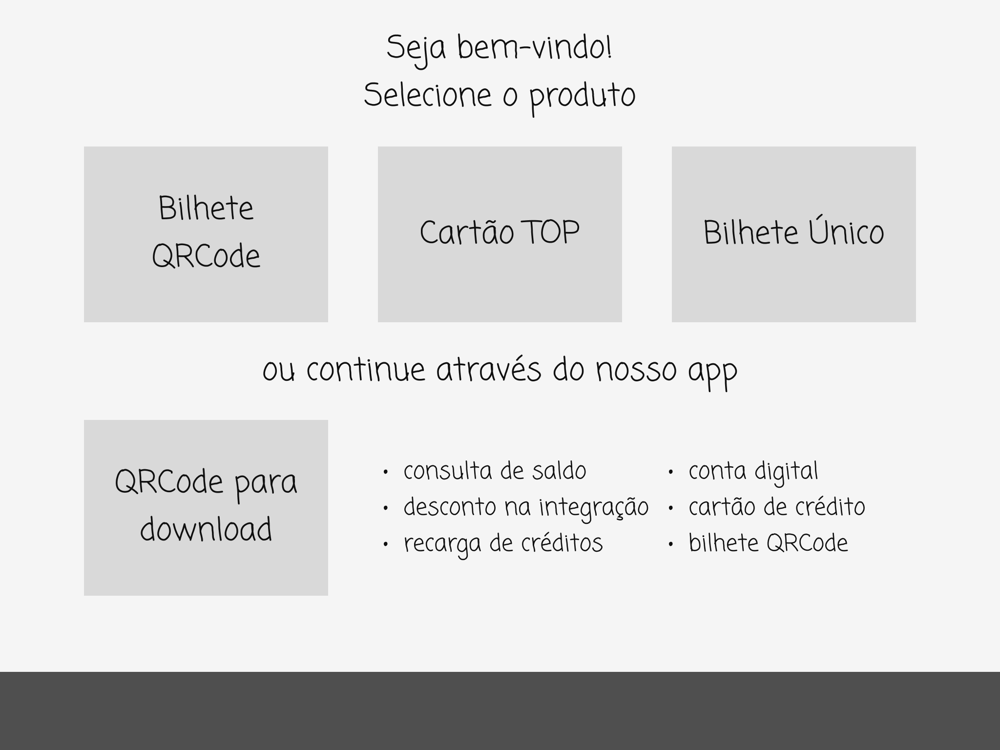 Seja bem-vindo!
Selecione o produto
Bilhete
QRCode
Cartão TOP
Bilhete Único
ou continue através do nosso app
QRCode para
download
• consulta de saldo
• desconto na integração
• recarga de créditos
• conta digital
• cartão de crédito
• bilhete QRCode